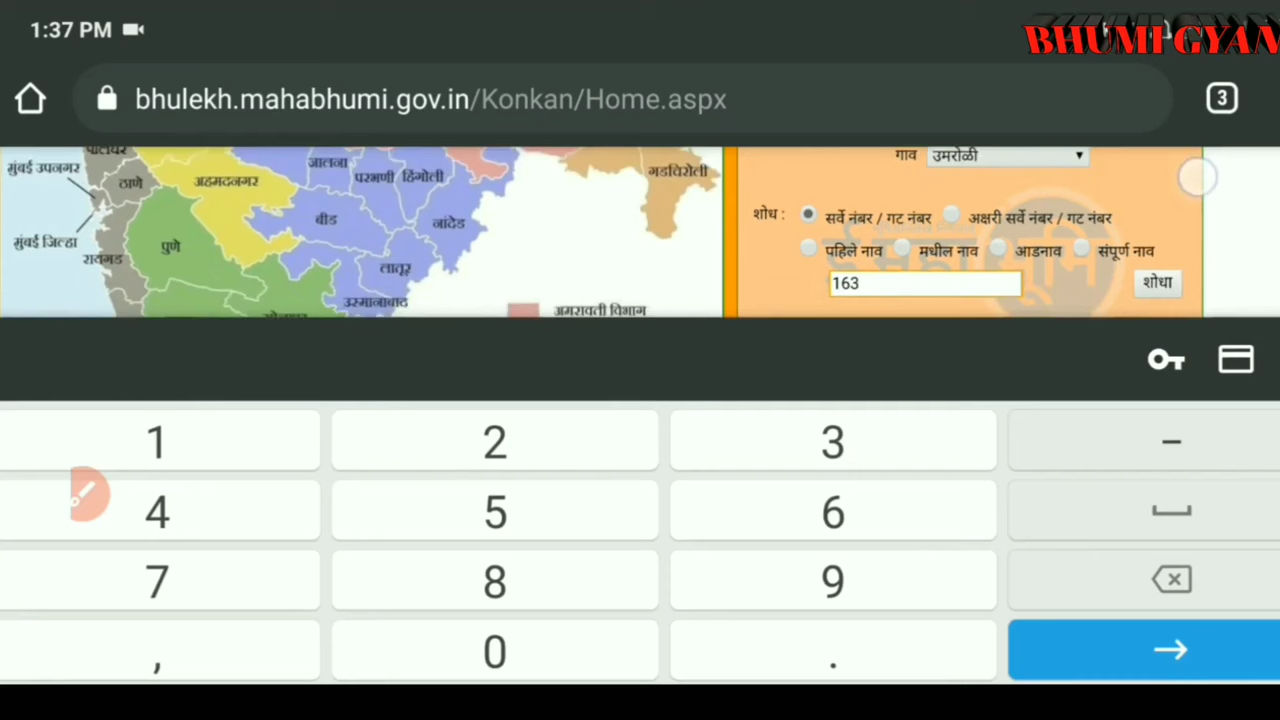 1:37 PM
BHUMI GYAN
bhulekh.mahabhumi.gov.in/Konkan/Home.aspx
3
पालघर
मुंबई उपनगर
ठाणे
अहमदनगर
जालना
परभणी हिंगोली
गडचिरोली
गाव उमरोळी
मुंबई जिल्हा
रायगड
पुणे
बीड
नांदेड
लातूर
उस्मानाबाद
अमरावती विभाग
शोध : सर्वे नंबर / गट नंबर अक्षरी सर्वे नंबर / गट नंबर
पहिले नाव मधील नाव आडनाव संपूर्ण नाव
163 शोधा
1 2 3 –
4 5 6
7 8 9
, 0 .